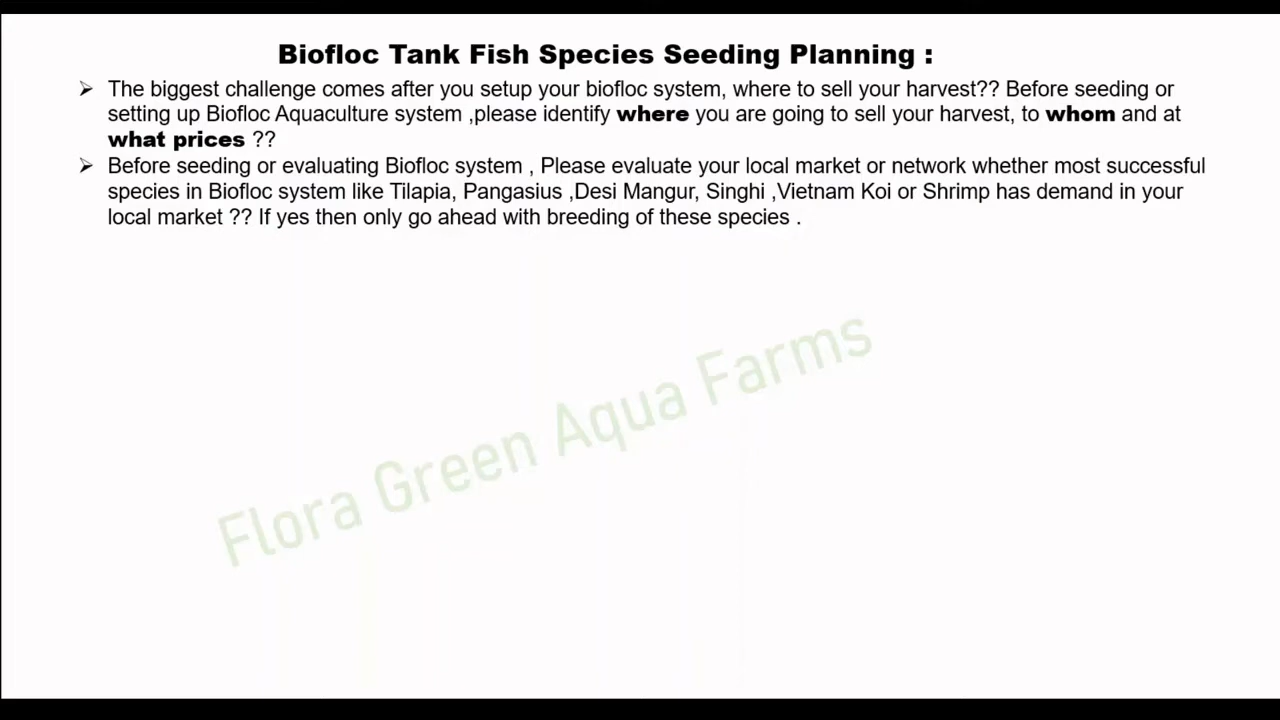 Biofloc Tank Fish Species Seeding Planning :
➢ The biggest challenge comes after you setup your biofloc system, where to sell your harvest?? Before seeding or
setting up Biofloc Aquaculture system ,please identify where you are going to sell your harvest, to whom and at
what prices ??
➢ Before seeding or evaluating Biofloc system , Please evaluate your local market or network whether most successful
species in Biofloc system like Tilapia, Pangasius ,Desi Mangur, Singhi ,Vietnam Koi or Shrimp has demand in your
local market ?? If yes then only go ahead with breeding of these species .
Flora Green Aqua Farms